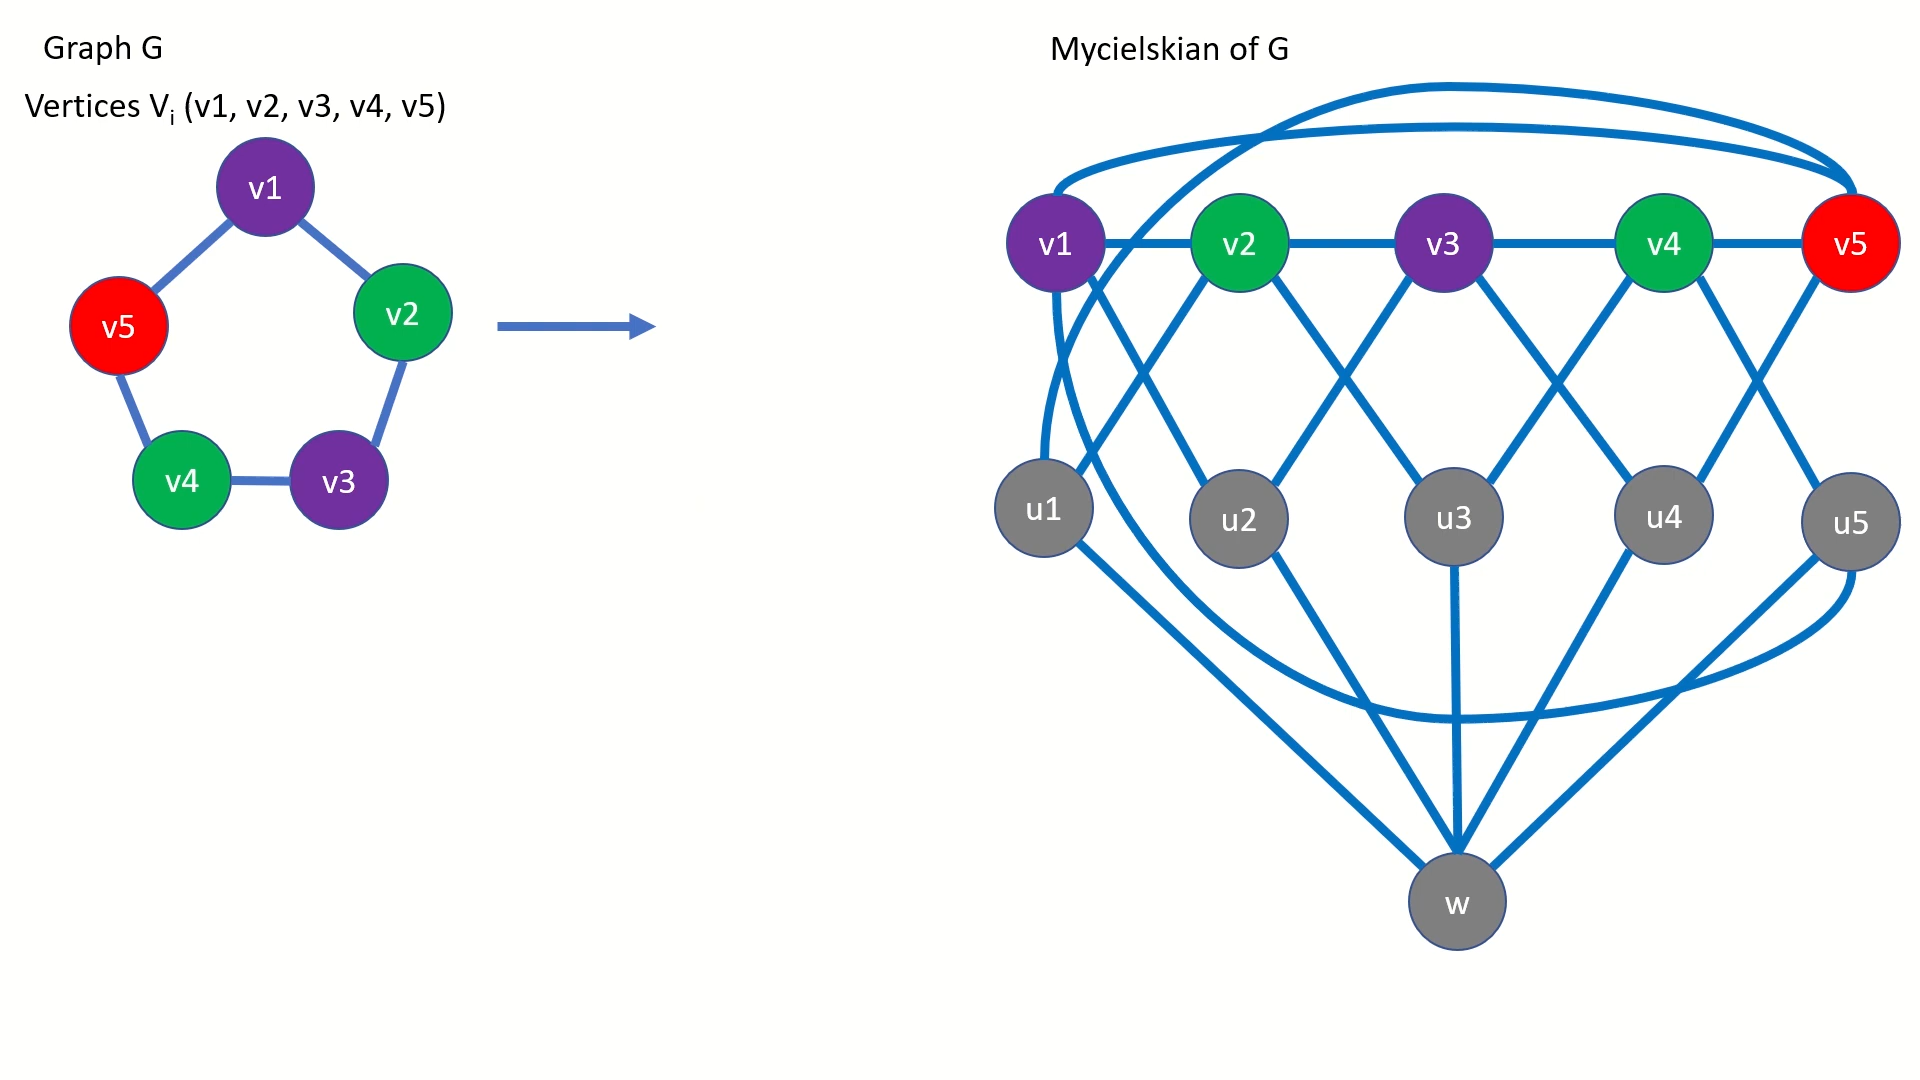 Graph G
Vertices Vi (v1, v2, v3, v4, v5)
v1
v2
v5
v4
v3
Mycielskian of G
v1 v2 v3 v4 v5
u1 u2 u3 u4 u5
w